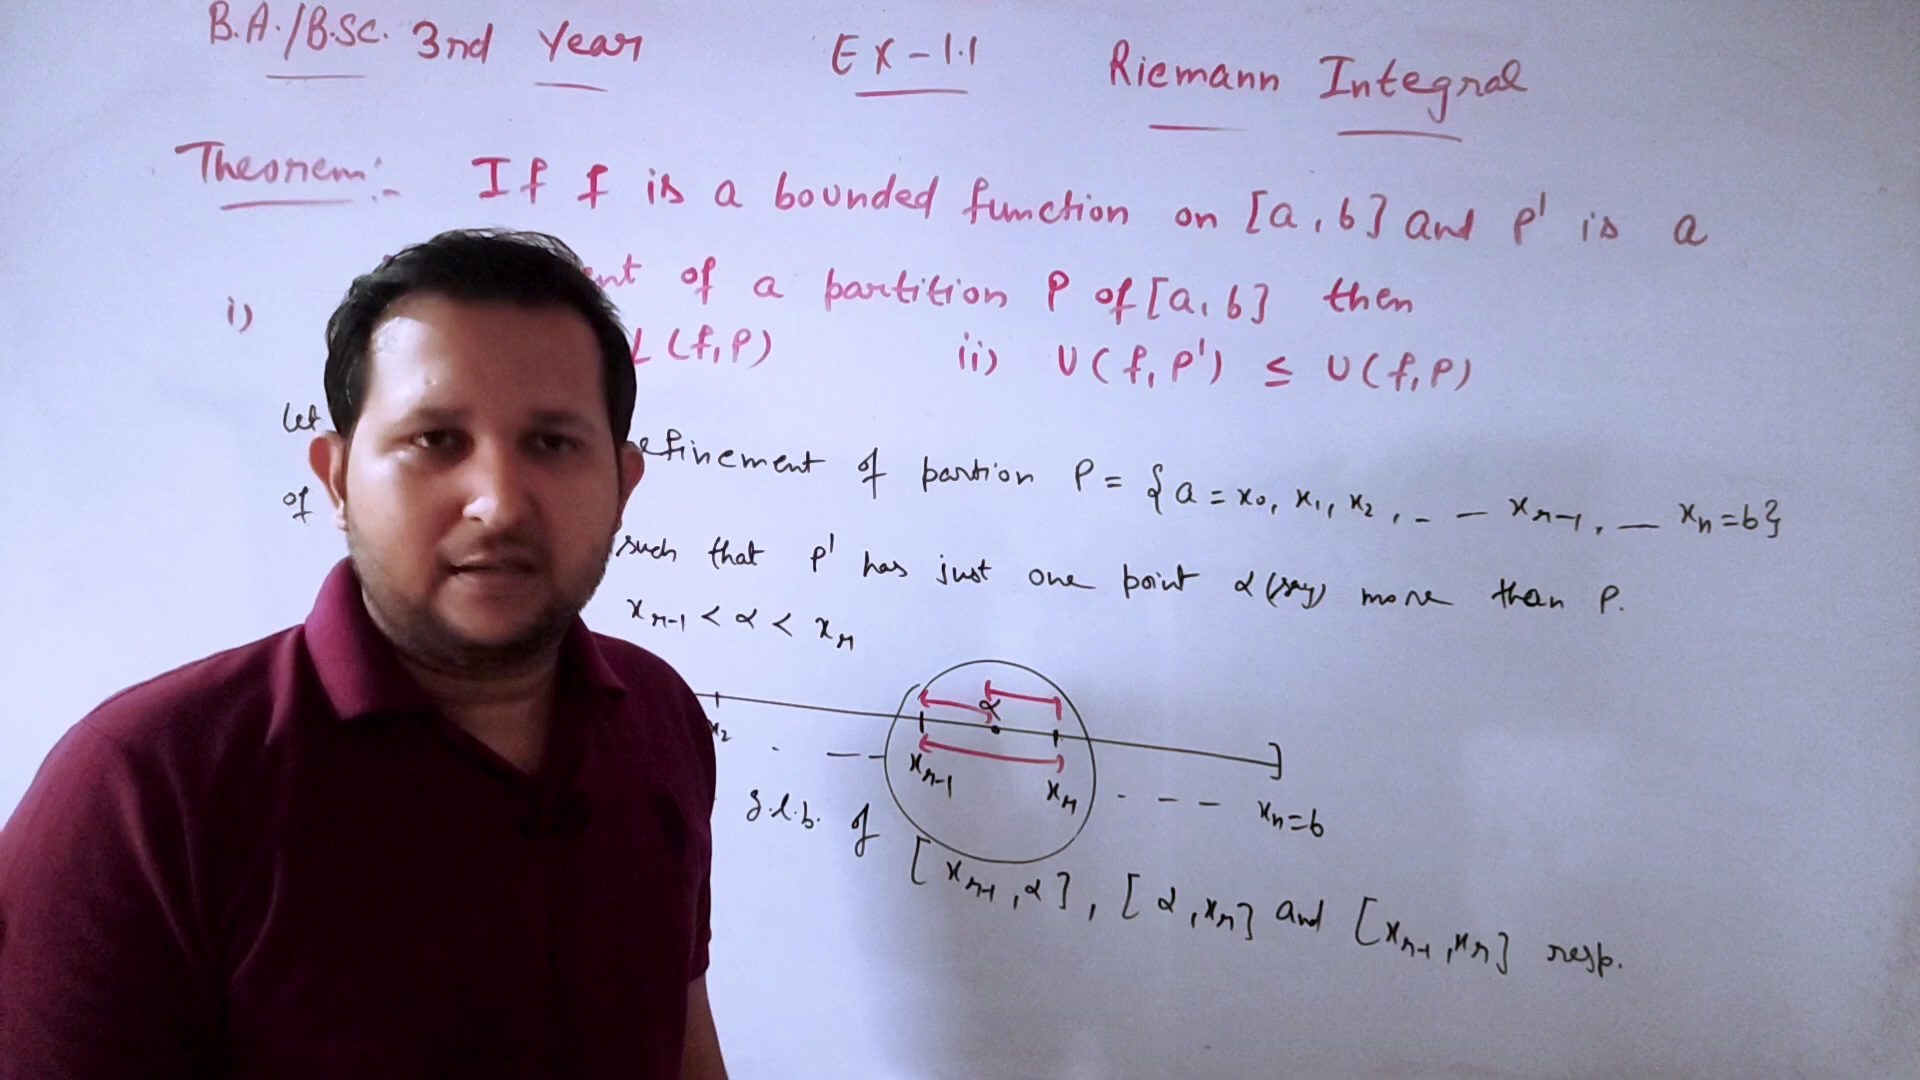 B.A./B.Sc. 3rd Year EX-1.1 Riemann Integral
Theorem:- If f is a bounded function on [a,b] and P' is a
of a partition P of [a,b] then
i) L(f,P) ii) U(f,P') ≤ U(f,P)
let
of partion P = {a = x₀, x₁, x₂, - — xᵣ₋₁, — xₙ=b}
of such that P' has just one point α (say) more than P.
xᵣ₋₁ < α < xᵣ
α
x₂ . — — xᵣ₋₁ xᵣ - — — xₙ=b
g.l.b. of [xᵣ₋₁, α], [α, xᵣ] and [xᵣ₋₁, xᵣ] resp.